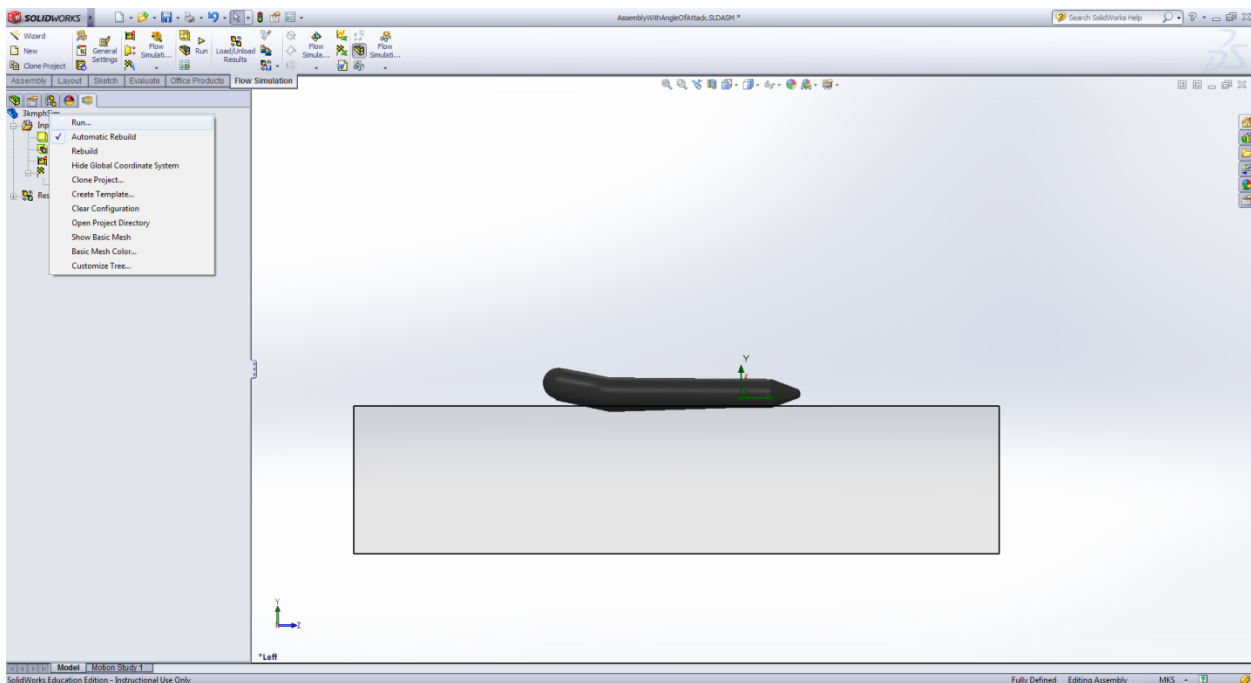 SOLIDWORKS
AssemblyWithAngleOfAttack.SLDASM *
Search SolidWorks Help
Wizard
New
Clone Project
General Settings
Flow Simulati...
Run
Load/Unload Results
Flow Simula...
Flow Simulati...
Assembly Layout Sketch Evaluate Office Products Flow Simulation
3kmphSim
Inp
Res
Run...
Automatic Rebuild
Rebuild
Hide Global Coordinate System
Clone Project...
Create Template...
Clear Configuration
Open Project Directory
Show Basic Mesh
Basic Mesh Color...
Customize Tree...
Y
Y
Z
*Left
Model Motion Study 1
SolidWorks Education Edition - Instructional Use Only
Fully Defined Editing Assembly MKS